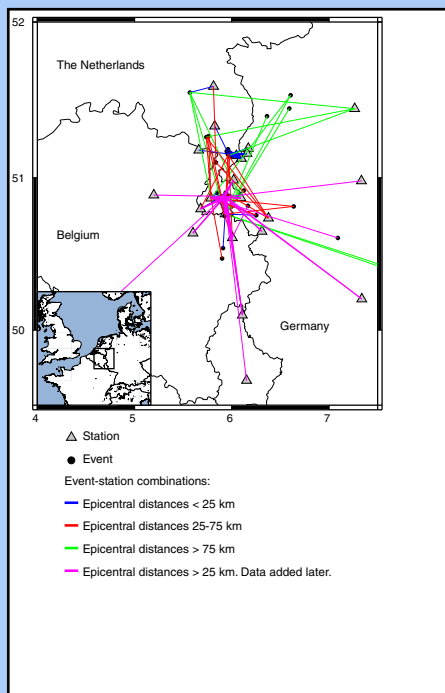 52
The Netherlands
51
Belgium
50
Germany
4 5 6 7
Station
Event
Event-station combinations:
Epicentral distances < 25 km
Epicentral distances 25-75 km
Epicentral distances > 75 km
Epicentral distances > 25 km. Data added later.